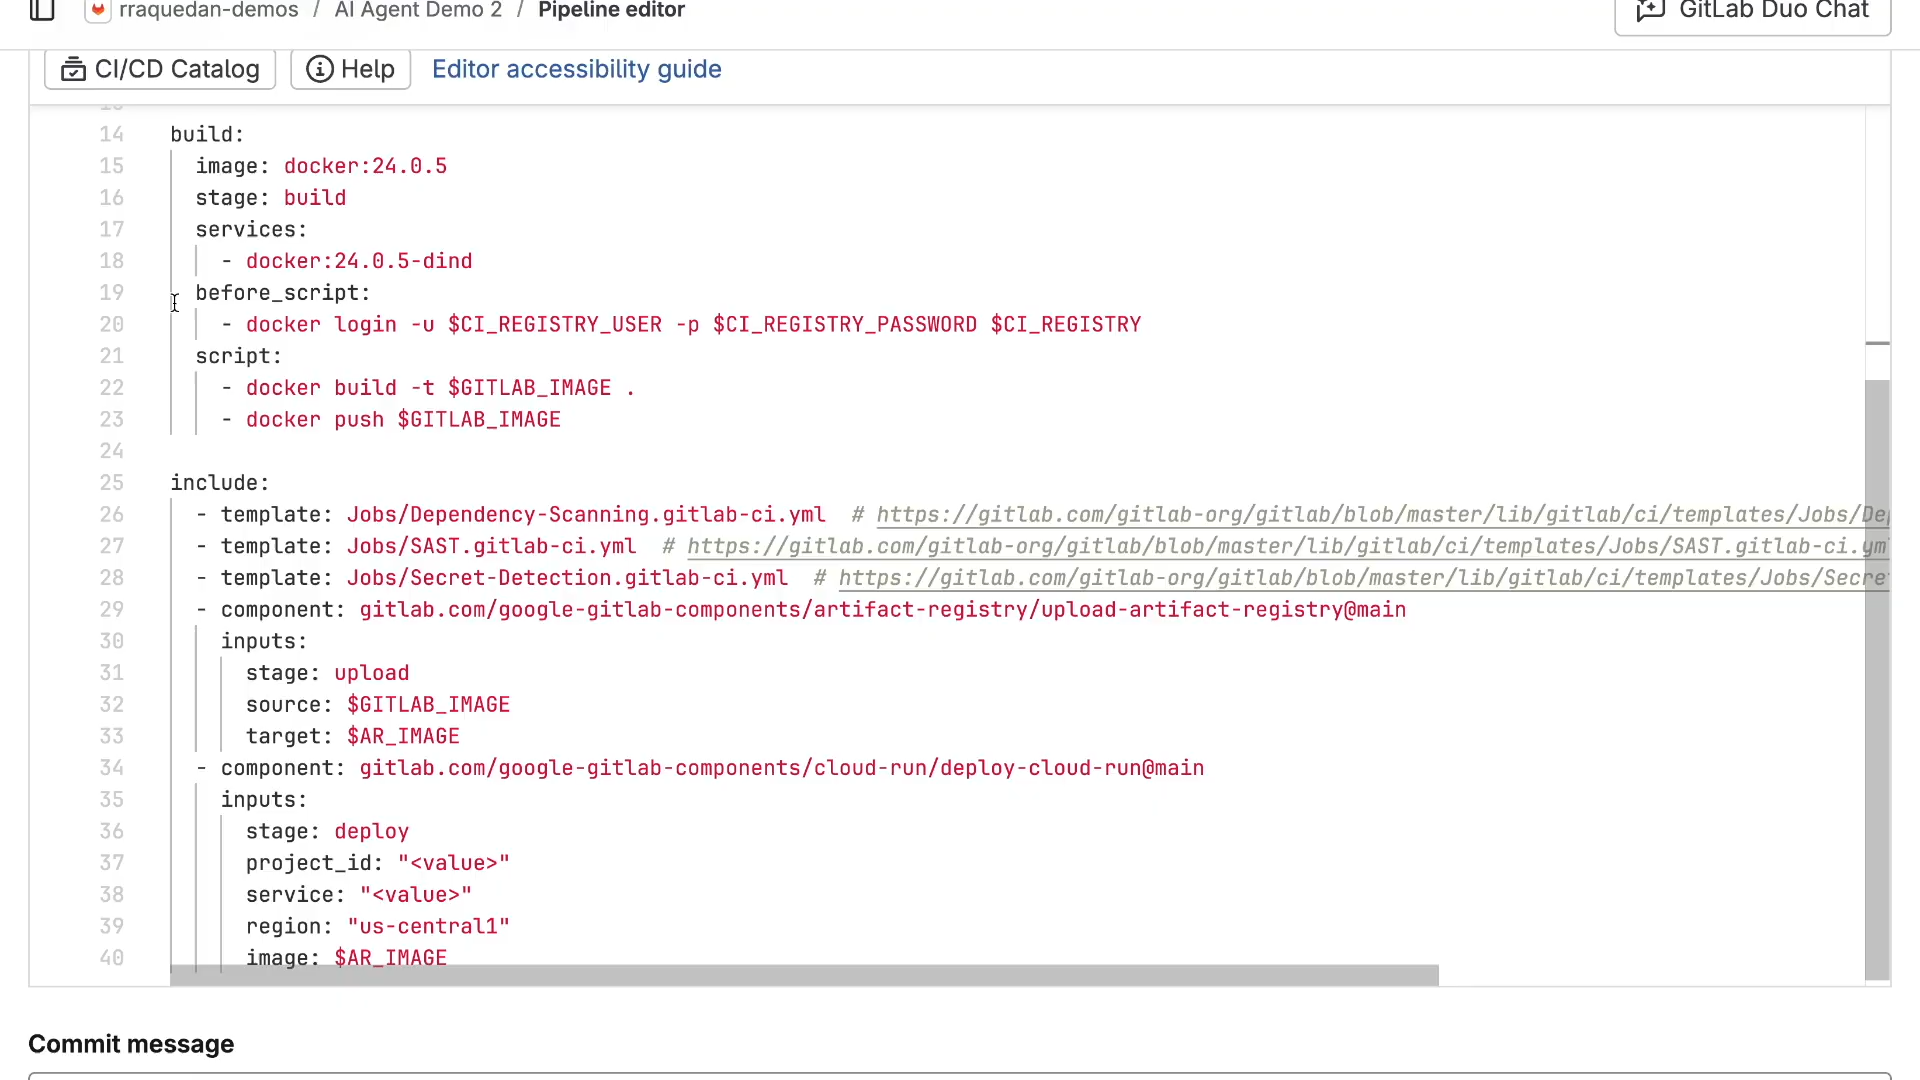 rraquedan-demos / AI Agent Demo 2 / Pipeline editor
GitLab Duo Chat
CI/CD Catalog Help Editor accessibility guide
14 build:
15 image: docker:24.0.5
16 stage: build
17 services:
18 - docker:24.0.5-dind
19 before_script:
20 - docker login -u $CI_REGISTRY_USER -p $CI_REGISTRY_PASSWORD $CI_REGISTRY
21 script:
22 - docker build -t $GITLAB_IMAGE .
23 - docker push $GITLAB_IMAGE
24
25 include:
26 - template: Jobs/Dependency-Scanning.gitlab-ci.yml # https://gitlab.com/gitlab-org/gitlab/blob/master/lib/gitlab/ci/templates/Jobs/De
27 - template: Jobs/SAST.gitlab-ci.yml # https://gitlab.com/gitlab-org/gitlab/blob/master/lib/gitlab/ci/templates/Jobs/SAST.gitlab-ci.ym
28 - template: Jobs/Secret-Detection.gitlab-ci.yml # https://gitlab.com/gitlab-org/gitlab/blob/master/lib/gitlab/ci/templates/Jobs/Secre
29 - component: gitlab.com/google-gitlab-components/artifact-registry/upload-artifact-registry@main
30 inputs:
31 stage: upload
32 source: $GITLAB_IMAGE
33 target: $AR_IMAGE
34 - component: gitlab.com/google-gitlab-components/cloud-run/deploy-cloud-run@main
35 inputs:
36 stage: deploy
37 project_id: "<value>"
38 service: "<value>"
39 region: "us-central1"
40 image: $AR_IMAGE
Commit message